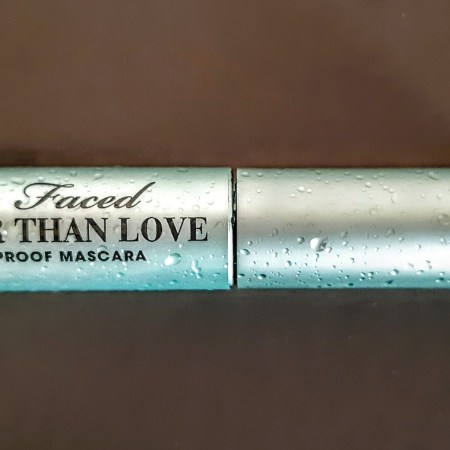 Faced
R THAN LOVE
PROOF MASCARA